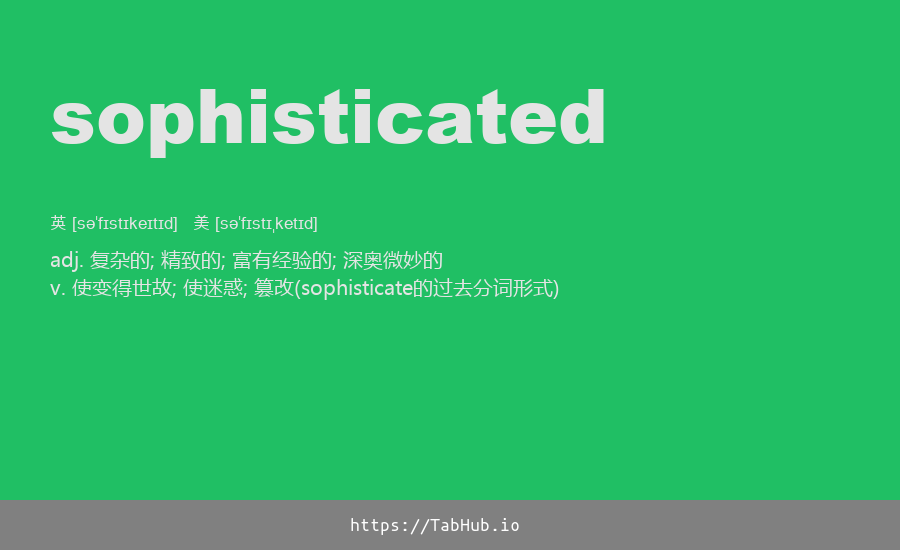 sophisticated
英 [səˈfɪstɪkeɪtɪd] 美 [səˈfɪstɪˌketɪd]
adj. 复杂的; 精致的; 富有经验的; 深奥微妙的
v. 使变得世故; 使迷惑; 篡改(sophisticate的过去分词形式)
https://TabHub.io